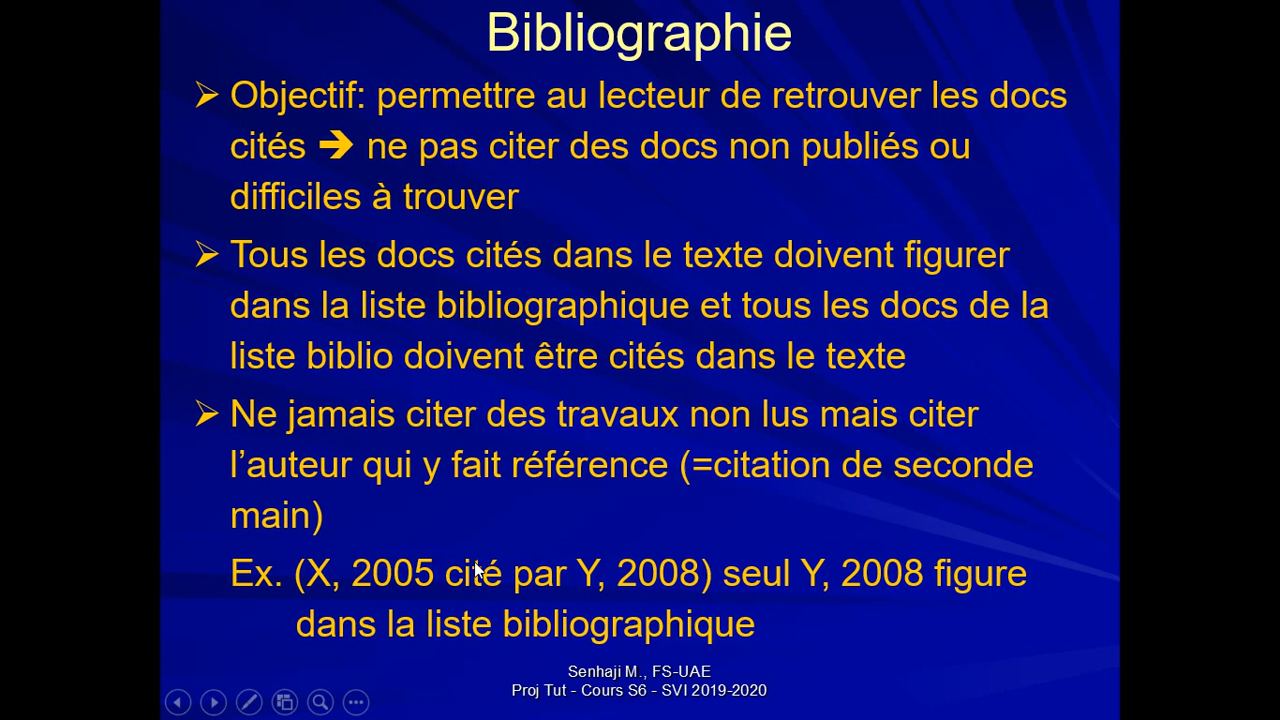 Bibliographie
➢ Objectif: permettre au lecteur de retrouver les docs
cités ➔ ne pas citer des docs non publiés ou
difficiles à trouver
➢ Tous les docs cités dans le texte doivent figurer
dans la liste bibliographique et tous les docs de la
liste biblio doivent être cités dans le texte
➢ Ne jamais citer des travaux non lus mais citer
l’auteur qui y fait référence (=citation de seconde
main)
Ex. (X, 2005 cité par Y, 2008) seul Y, 2008 figure
dans la liste bibliographique
Senhaji M., FS-UAE
Proj Tut - Cours S6 - SVI 2019-2020